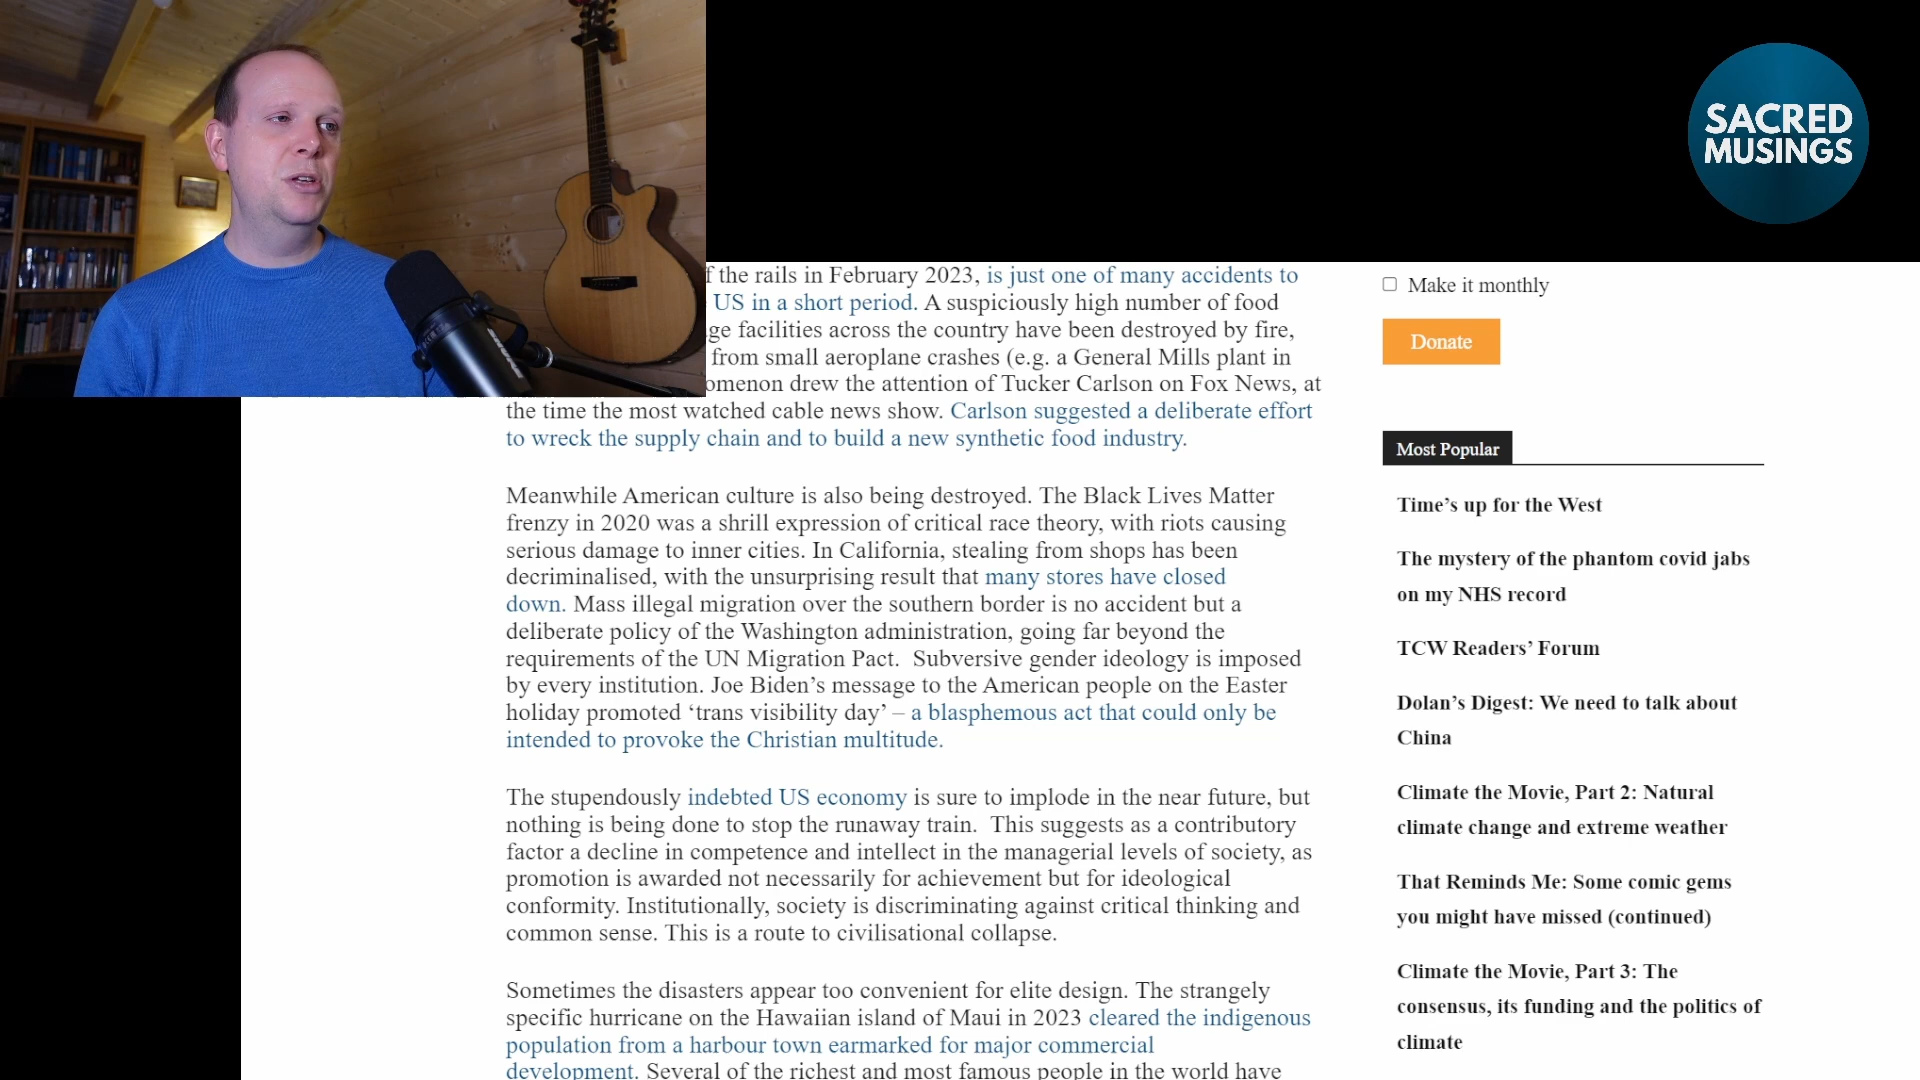 SACRED
MUSINGS
f the rails in February 2023, is just one of many accidents to
US in a short period. A suspiciously high number of food
ge facilities across the country have been destroyed by fire,
from small aeroplane crashes (e.g. a General Mills plant in
omenon drew the attention of Tucker Carlson on Fox News, at
the time the most watched cable news show. Carlson suggested a deliberate effort
to wreck the supply chain and to build a new synthetic food industry.
Meanwhile American culture is also being destroyed. The Black Lives Matter
frenzy in 2020 was a shrill expression of critical race theory, with riots causing
serious damage to inner cities. In California, stealing from shops has been
decriminalised, with the unsurprising result that many stores have closed
down. Mass illegal migration over the southern border is no accident but a
deliberate policy of the Washington administration, going far beyond the
requirements of the UN Migration Pact.  Subversive gender ideology is imposed
by every institution. Joe Biden’s message to the American people on the Easter
holiday promoted ‘trans visibility day’ – a blasphemous act that could only be
intended to provoke the Christian multitude.
The stupendously indebted US economy is sure to implode in the near future, but
nothing is being done to stop the runaway train.  This suggests as a contributory
factor a decline in competence and intellect in the managerial levels of society, as
promotion is awarded not necessarily for achievement but for ideological
conformity. Institutionally, society is discriminating against critical thinking and
common sense. This is a route to civilisational collapse.
Sometimes the disasters appear too convenient for elite design. The strangely
specific hurricane on the Hawaiian island of Maui in 2023 cleared the indigenous
population from a harbour town earmarked for major commercial
development. Several of the richest and most famous people in the world have
Make it monthly
Donate
Most Popular
Time’s up for the West
The mystery of the phantom covid jabs
on my NHS record
TCW Readers’ Forum
Dolan’s Digest: We need to talk about
China
Climate the Movie, Part 2: Natural
climate change and extreme weather
That Reminds Me: Some comic gems
you might have missed (continued)
Climate the Movie, Part 3: The
consensus, its funding and the politics of
climate